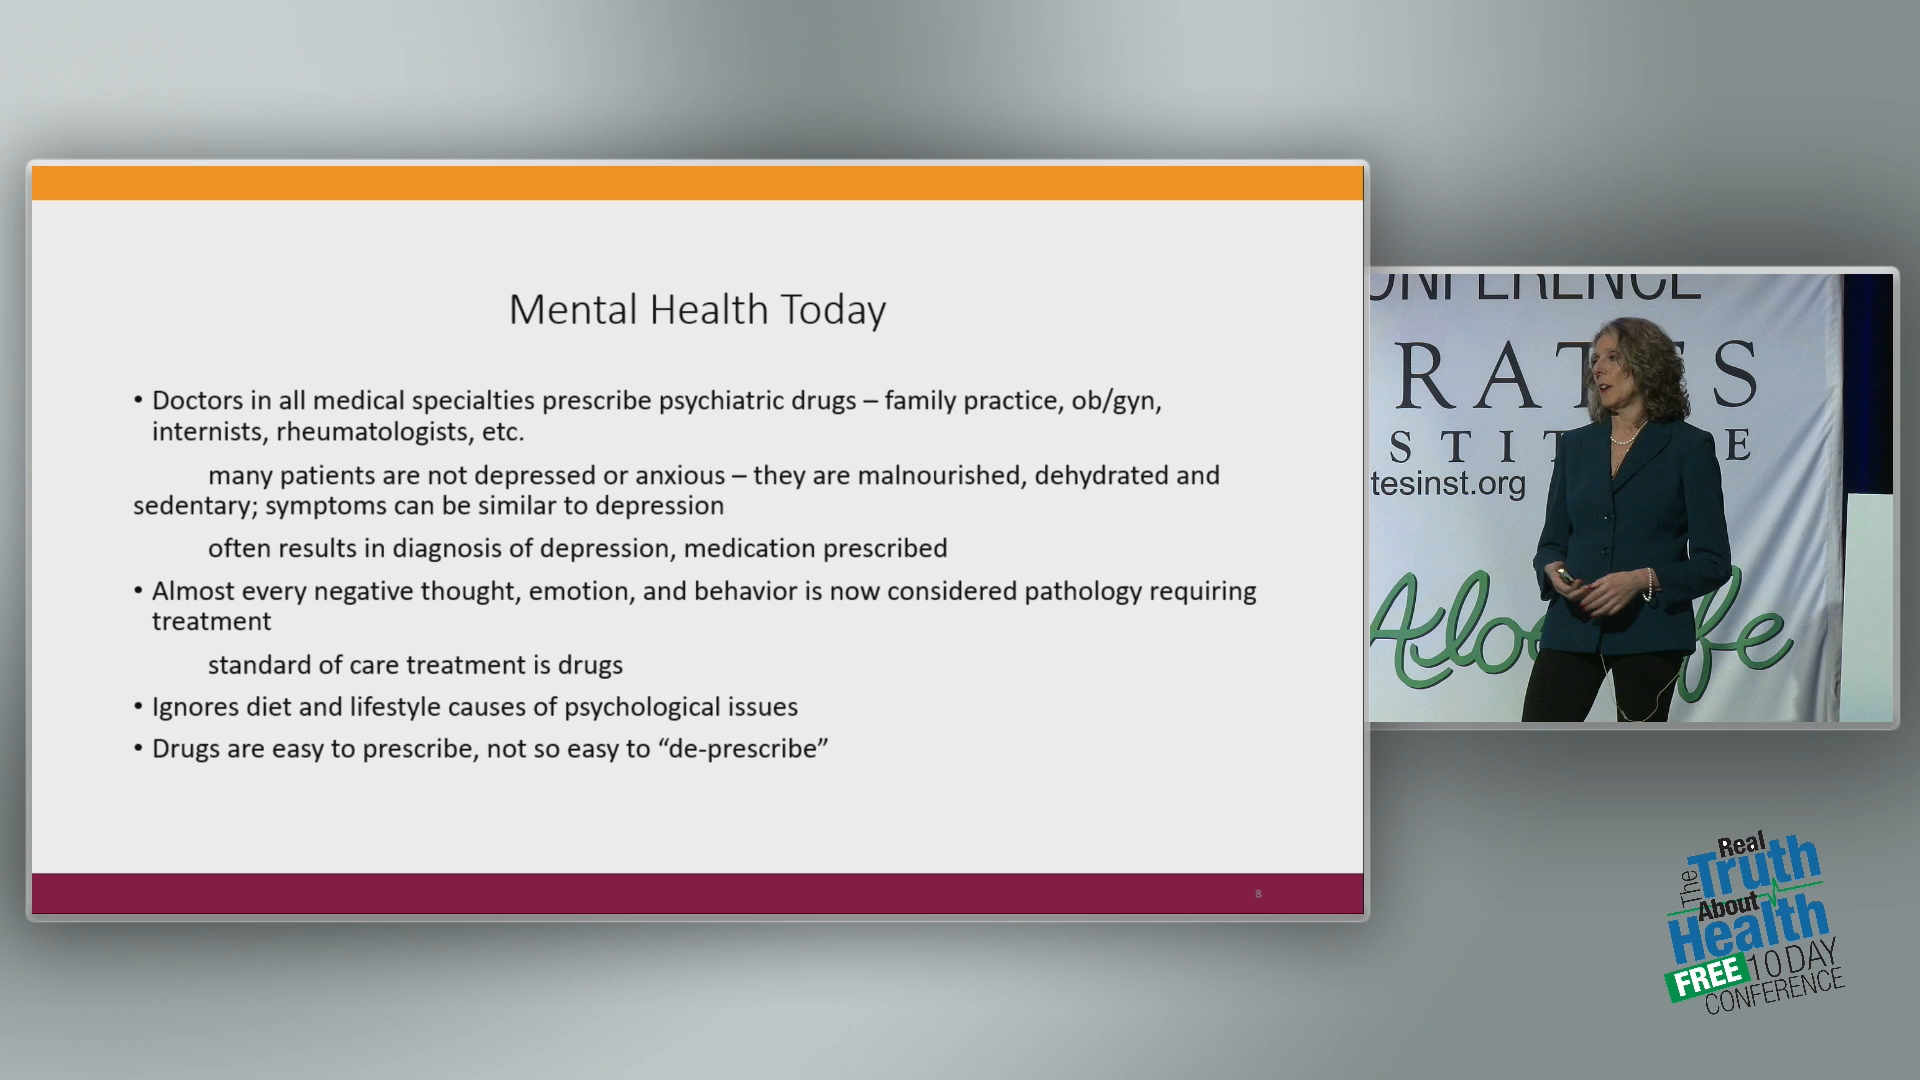 Mental Health Today
• Doctors in all medical specialties prescribe psychiatric drugs – family practice, ob/gyn,
internists, rheumatologists, etc.
many patients are not depressed or anxious – they are malnourished, dehydrated and
sedentary; symptoms can be similar to depression
often results in diagnosis of depression, medication prescribed
• Almost every negative thought, emotion, and behavior is now considered pathology requiring
treatment
standard of care treatment is drugs
• Ignores diet and lifestyle causes of psychological issues
• Drugs are easy to prescribe, not so easy to “de-prescribe”
8
ONFERENCE
RAT S
STIT E
tesinst.org
Alo fe
The Real
Truth
About
Health
FREE 10 DAY
CONFERENCE